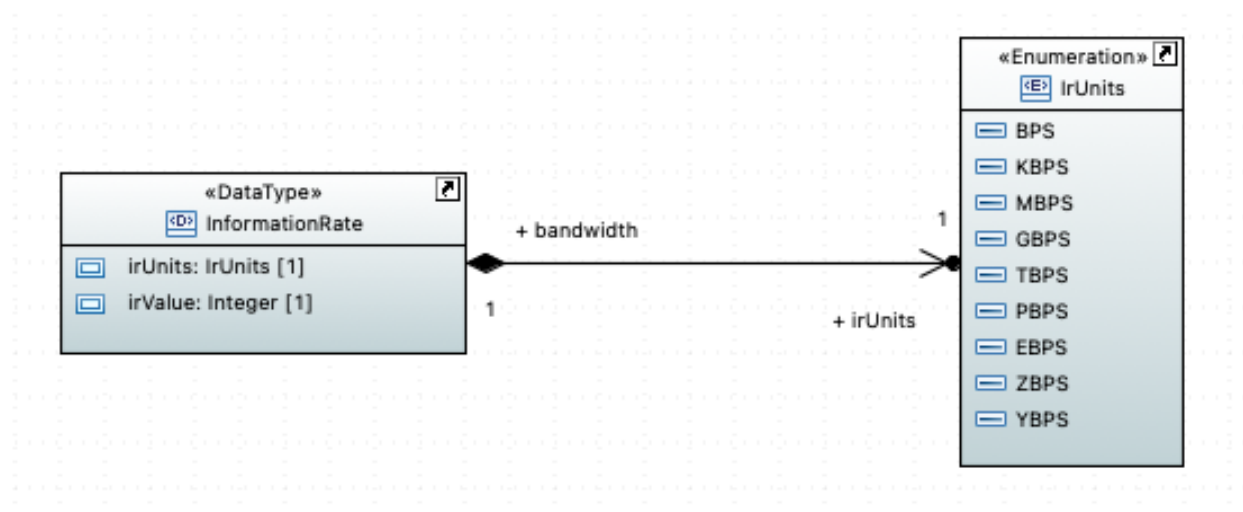 «DataType»
<D> InformationRate
irUnits: IrUnits [1]
irValue: Integer [1]
+ bandwidth
1
1
+ irUnits
«Enumeration»
<E> IrUnits
BPS
KBPS
MBPS
GBPS
TBPS
PBPS
EBPS
ZBPS
YBPS